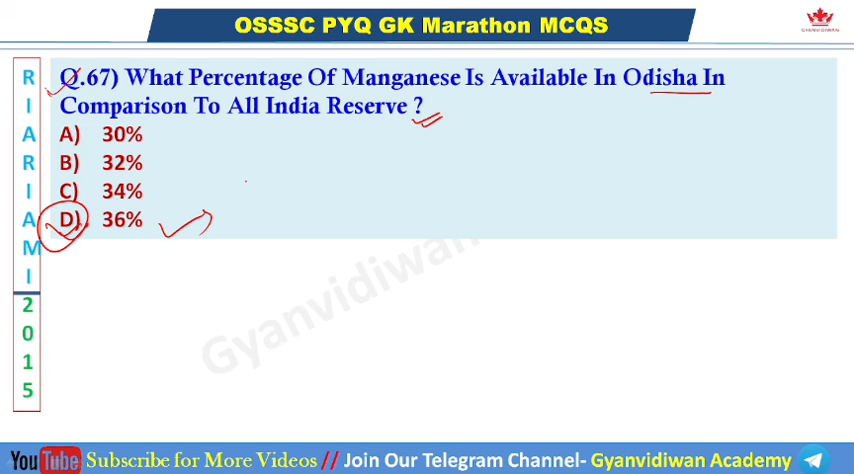 OSSSC PYQ GK Marathon MCQS
GYANVIDIWAN
R
I
A
R
I
A
M
I
2
0
1
5
Q.67) What Percentage Of Manganese Is Available In Odisha In
Comparison To All India Reserve ?
A) 30%
B) 32%
C) 34%
D) 36%
Gyanvidiwan
YouTube Subscribe for More Videos // Join Our Telegram Channel- Gyanvidiwan Academy